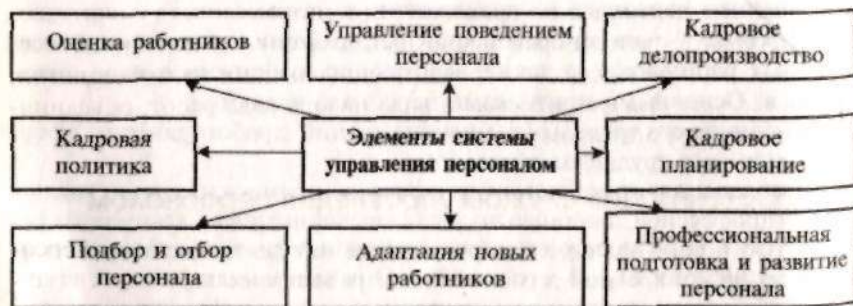 Оценка работников
Управление поведением
персонала
Кадровое
делопроизводство
Кадровая
политика
Элементы системы
управления персоналом
Кадровое
планирование
Подбор и отбор
персонала
Адаптация новых
работников
Профессиональная
подготовка и развитие
персонала